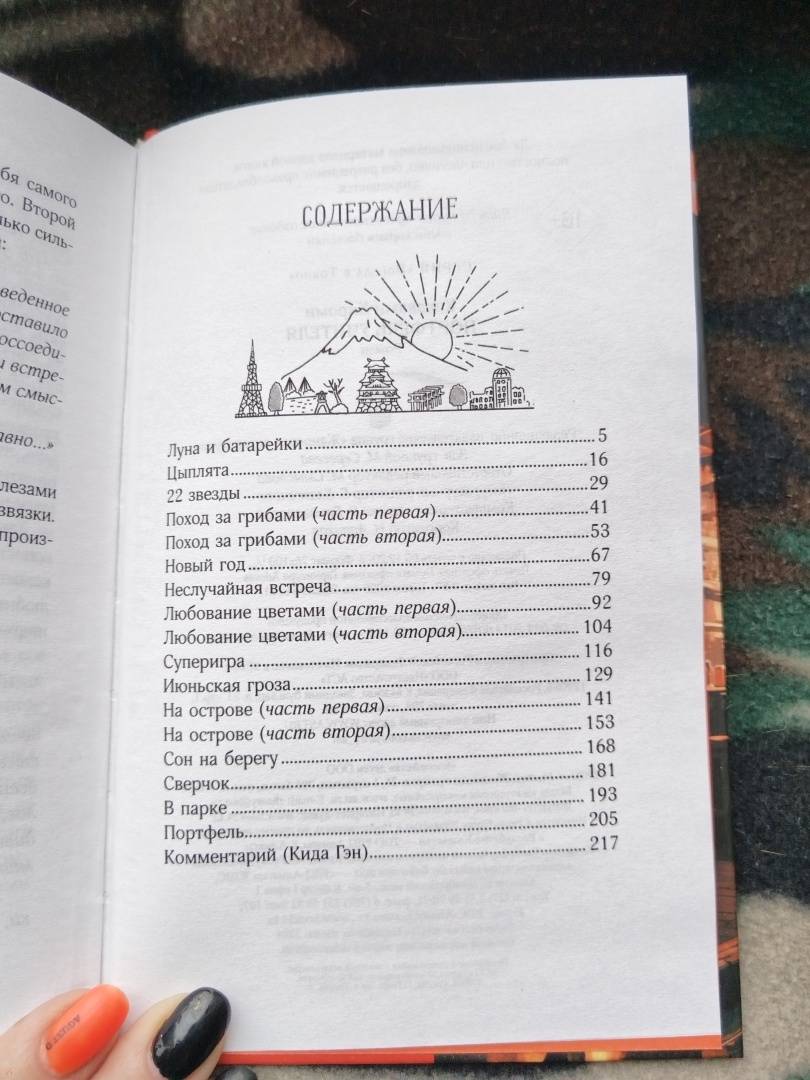 бя самого
о. Второй
лько силь-
:
введенное
оставило
оссоеди-
и встре-
м смыс-
авно...»
лезами
звязки.
произ-
СОДЕРЖАНИЕ
Луна и батарейки.....5
Цыплята.....16
22 звезды.....29
Поход за грибами (часть первая).....41
Поход за грибами (часть вторая).....53
Новый год.....67
Неслучайная встреча.....79
Любование цветами (часть первая).....92
Любование цветами (часть вторая).....104
Суперигра.....116
Июньская гроза.....129
На острове (часть первая).....141
На острове (часть вторая).....153
Сон на берегу.....168
Сверчок.....181
В парке.....193
Портфель.....205
Комментарий (Кида Гэн).....217
AGUST D